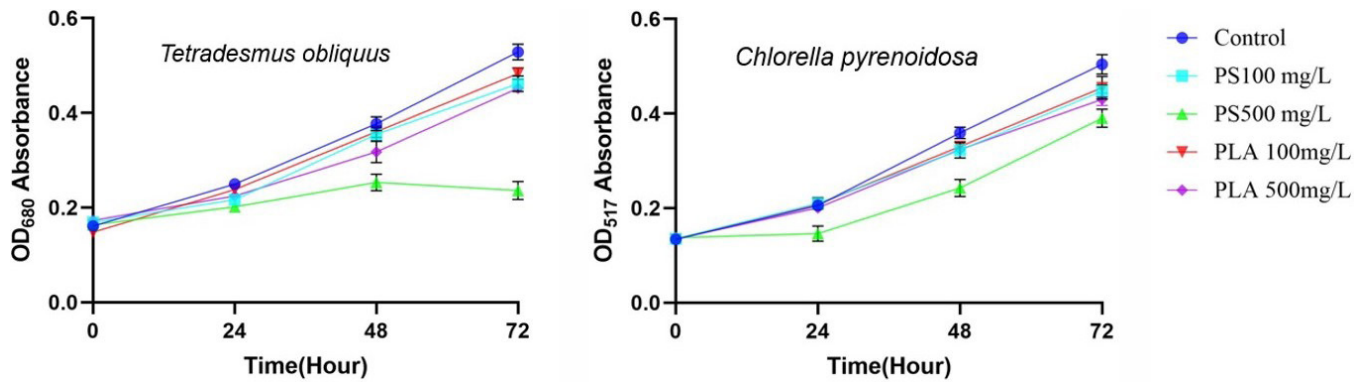 Tetradesmus obliquus
OD680 Absorbance
0.6
0.4
0.2
0.0
0 24 48 72
Time(Hour)
Chlorella pyrenoidosa
OD517 Absorbance
0.6
0.4
0.2
0.0
0 24 48 72
Time(Hour)
Control
PS100 mg/L
PS500 mg/L
PLA 100mg/L
PLA 500mg/L